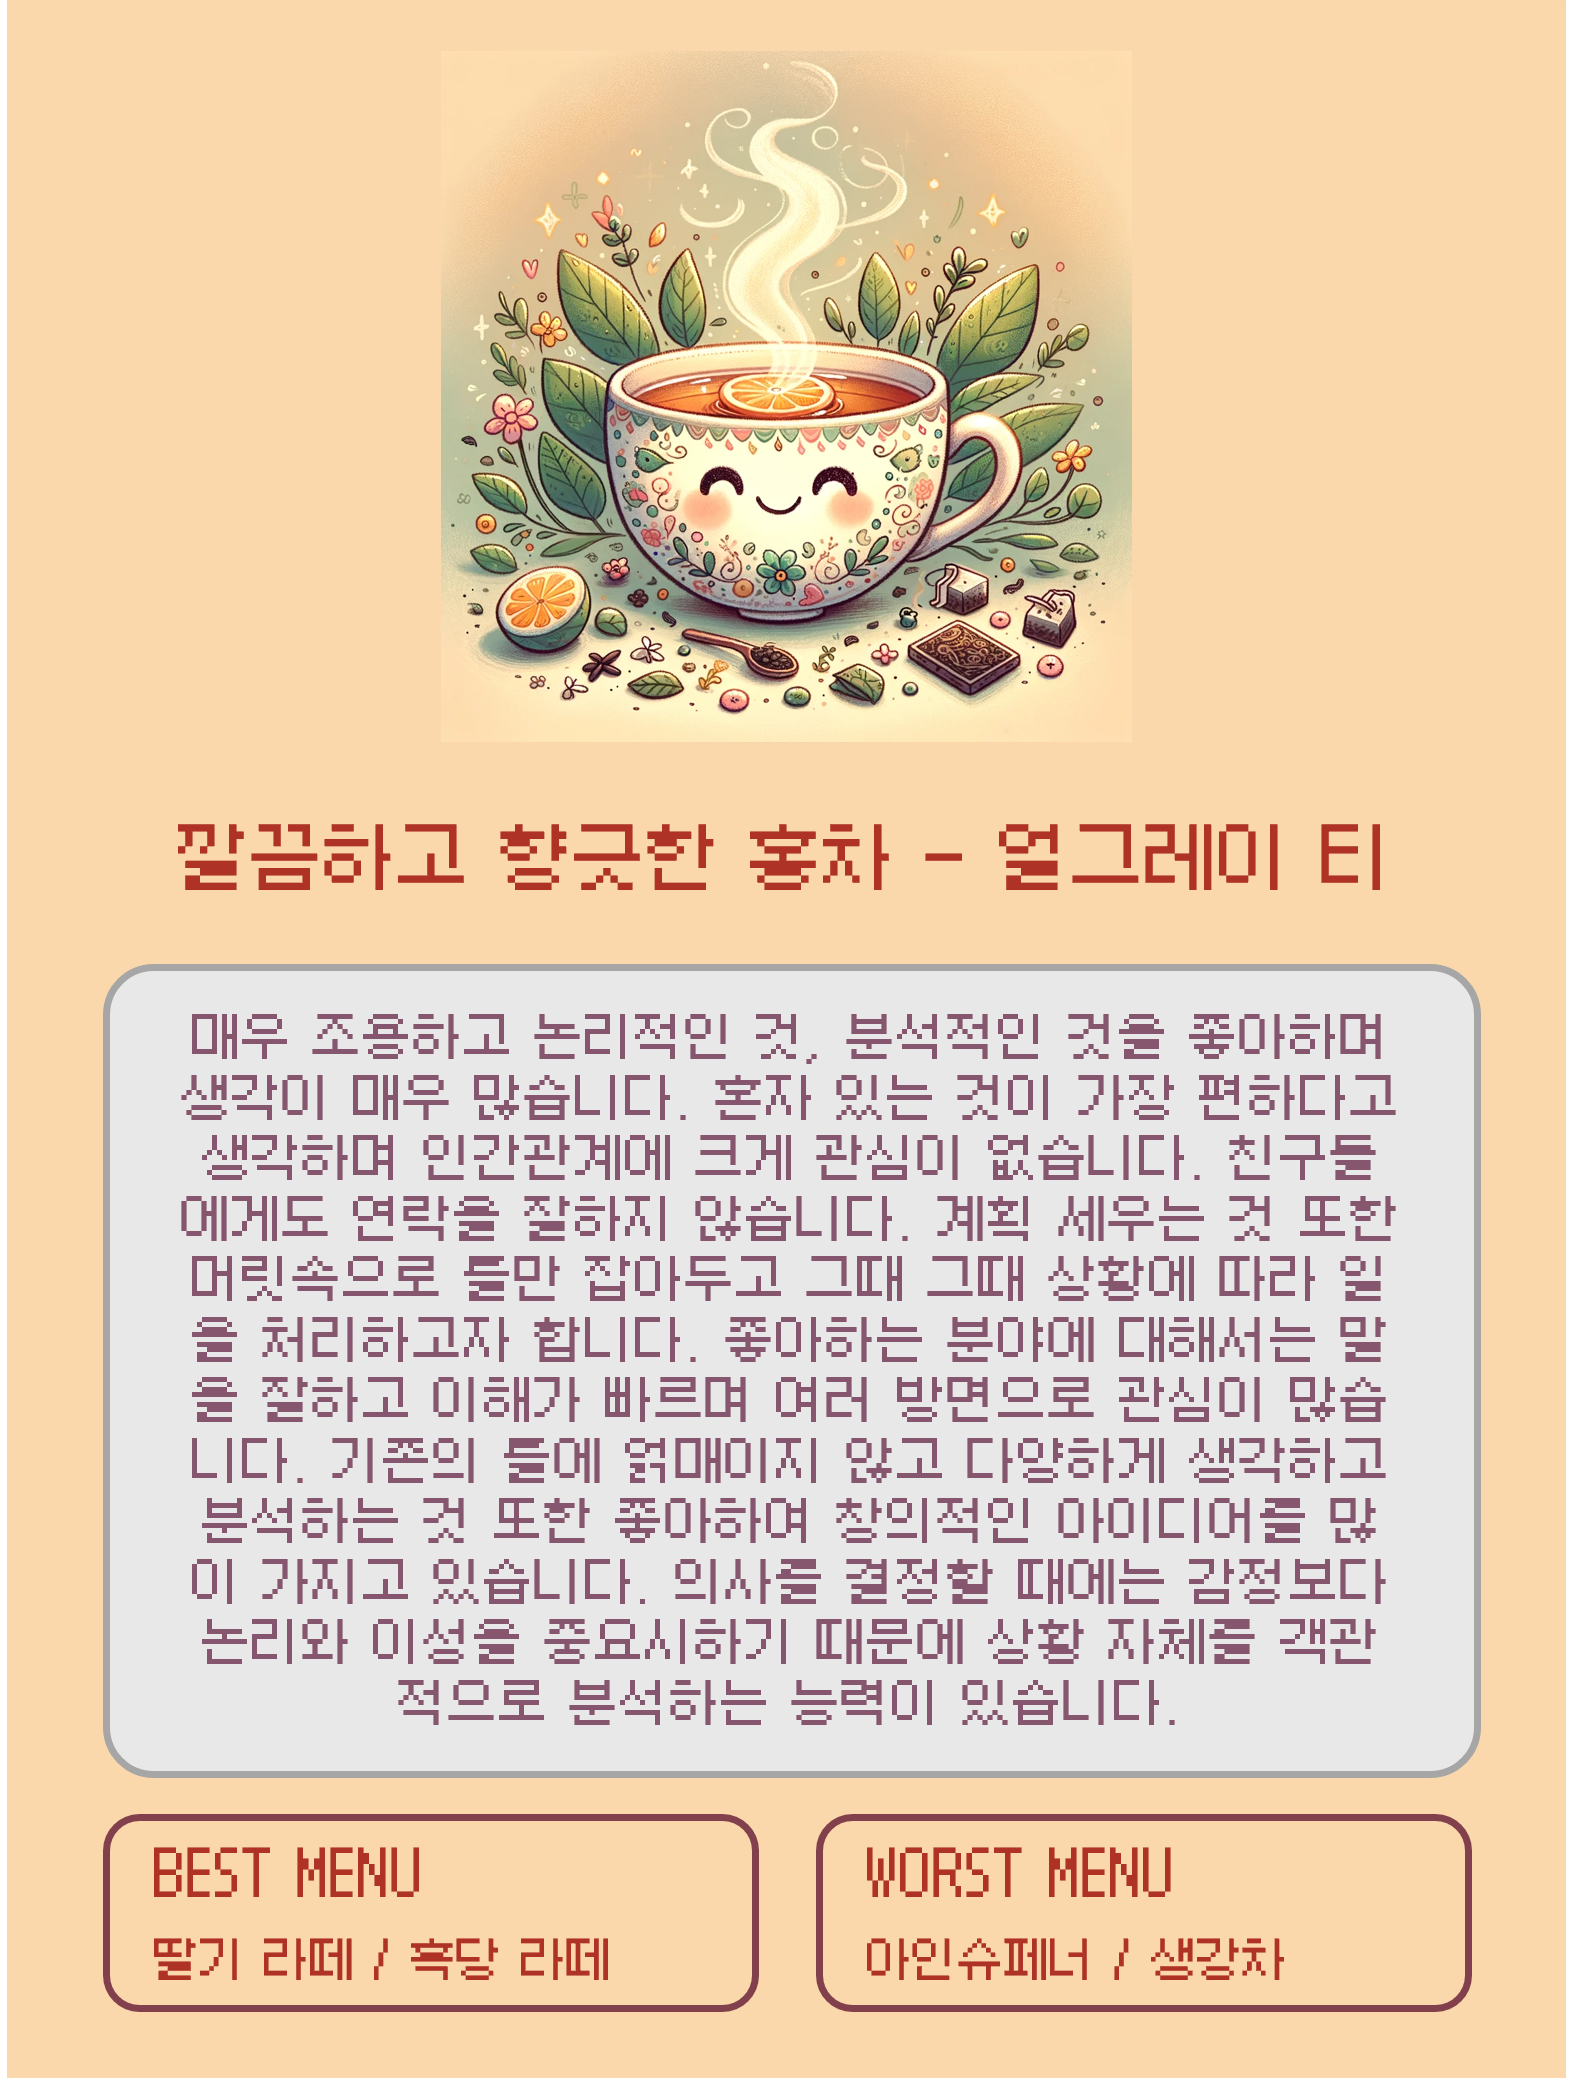 깔끔하고 향긋한 홍차 - 얼그레이 티
매우 조용하고 논리적인 것, 분석적인 것을 좋아하며
생각이 매우 많습니다. 혼자 있는 것이 가장 편하다고
생각하며 인간관계에 크게 관심이 없습니다. 친구들
에게도 연락을 잘하지 않습니다. 계획 세우는 것 또한
머릿속으로 틀만 잡아두고 그때 그때 상황에 따라 일
을 처리하고자 합니다. 좋아하는 분야에 대해서는 말
을 잘하고 이해가 빠르며 여러 방면으로 관심이 많습
니다. 기존의 틀에 얽매이지 않고 다양하게 생각하고
분석하는 것 또한 좋아하여 창의적인 아이디어를 많
이 가지고 있습니다. 의사를 결정할 때에는 감정보다
논리와 이성을 중요시하기 때문에 상황 자체를 객관
적으로 분석하는 능력이 있습니다.
BEST MENU
딸기 라떼 / 흑당 라떼
WORST MENU
아인슈페너 / 생강차